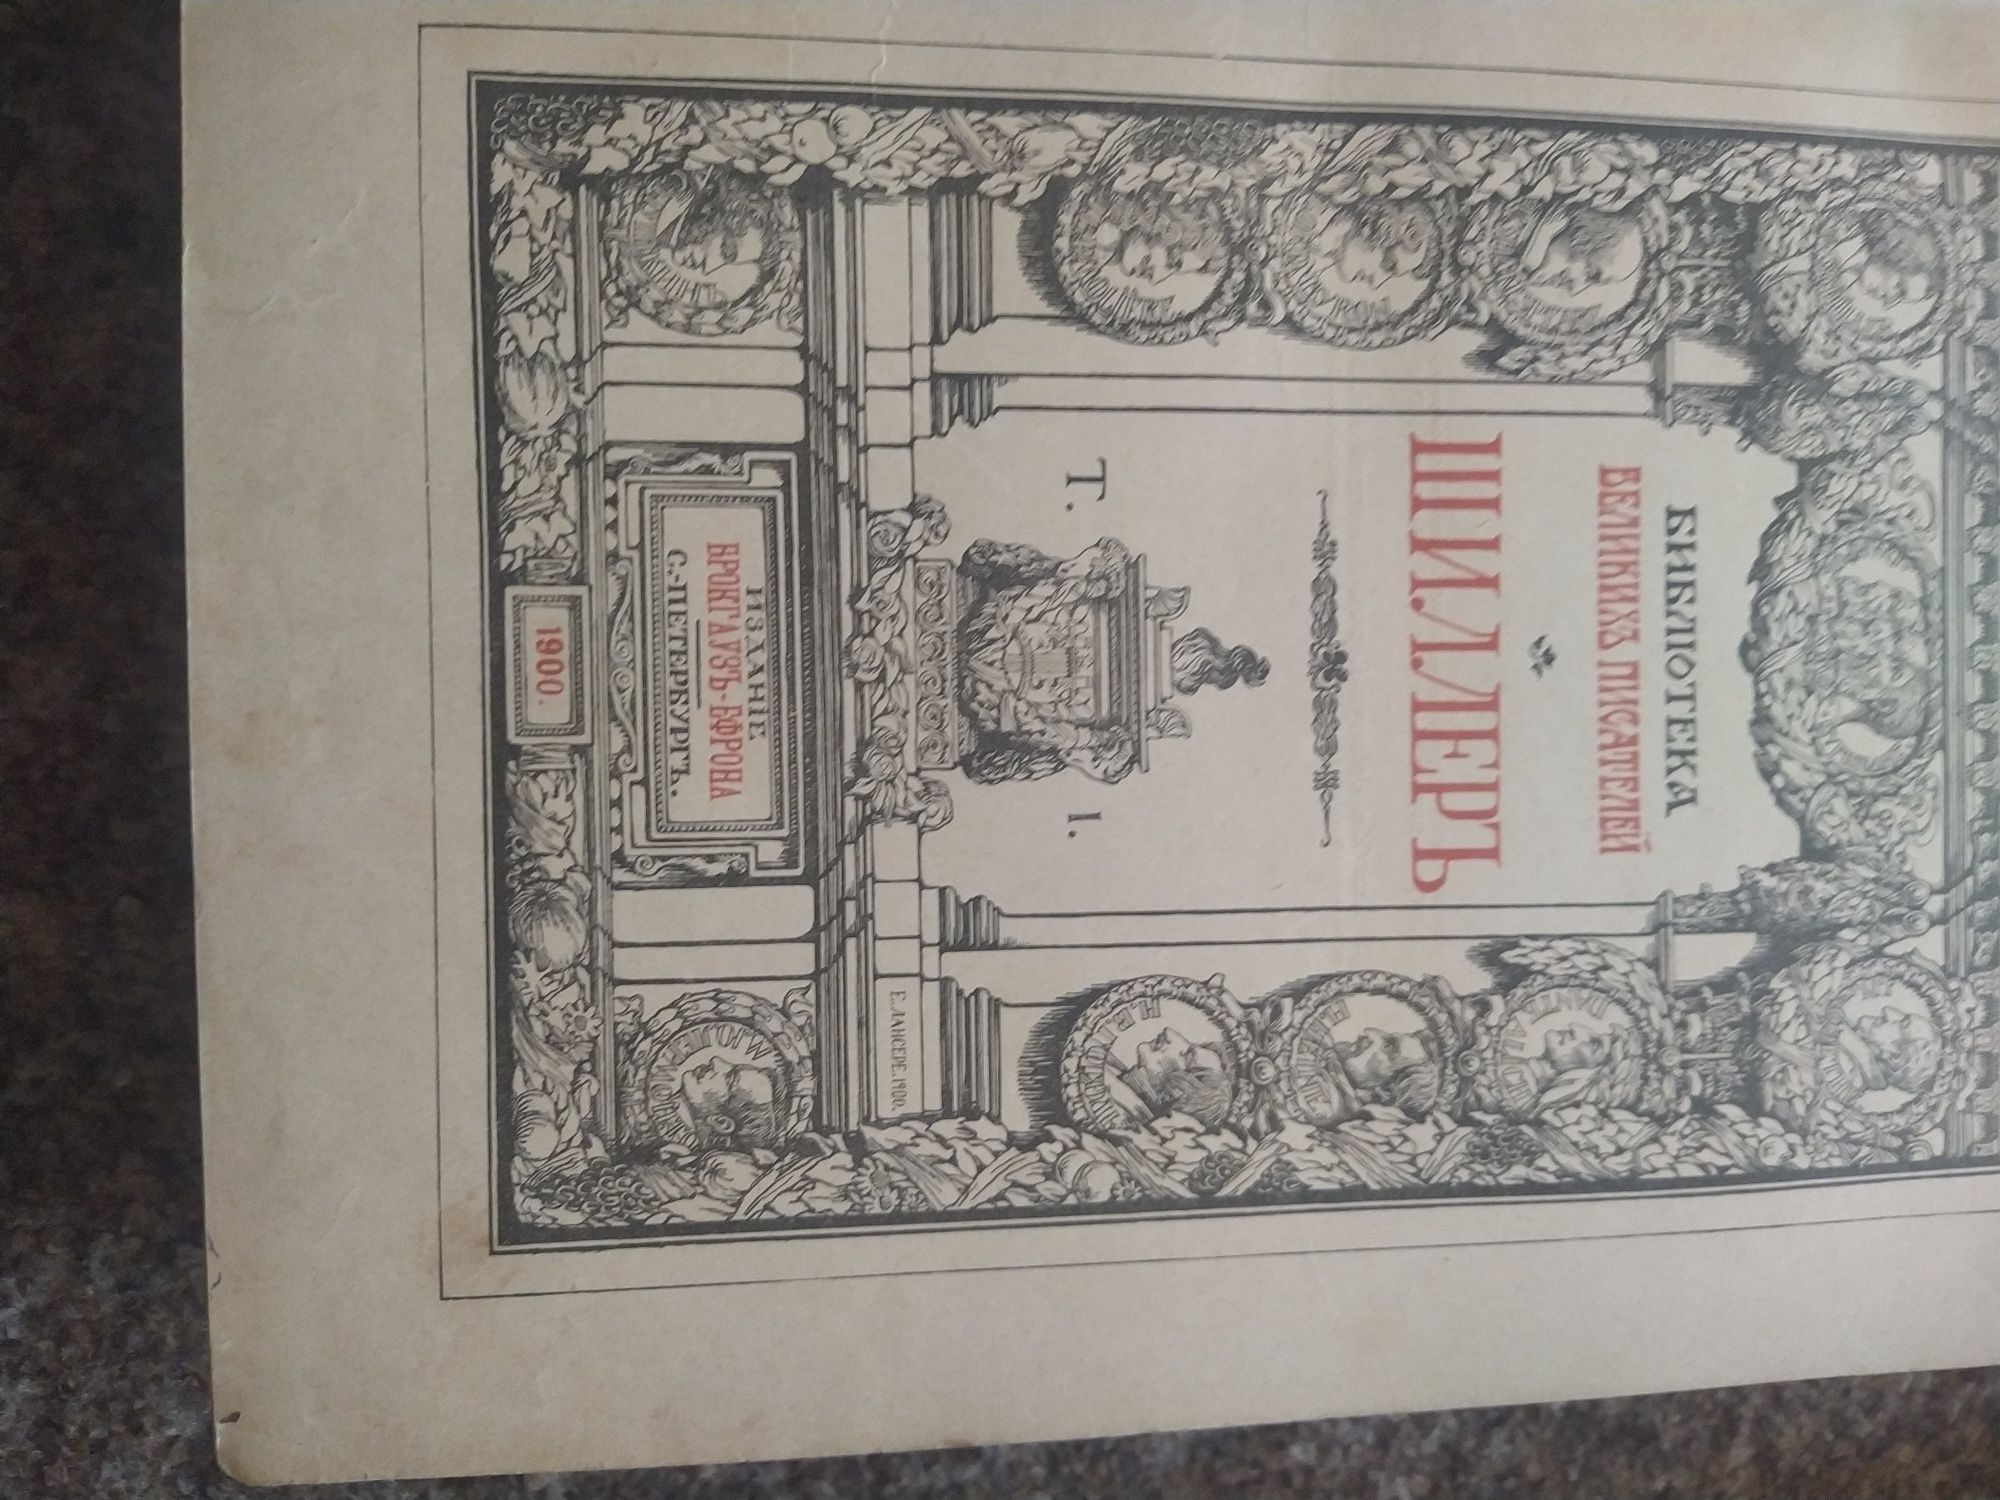 БИБЛІОТЕКА
ВЕЛИКИХЪ ПИСАТЕЛЕЙ
ШИЛЛЕРЪ
Т. I.
Е. ЛАНСЕРЕ. 1900.
ИЗДАНІЕ
БРОКГАУЗЪ-ЕФРОНА
С.-ПЕТЕРБУРГЪ.
1900.